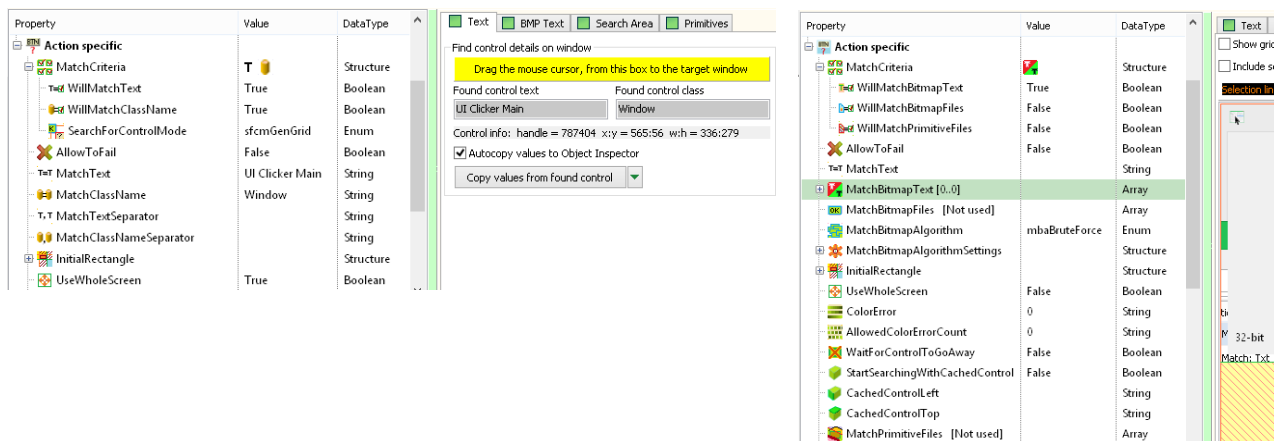 Property Value DataType
Action specific
MatchCriteria T Structure
T=T WillMatchText True Boolean
WillMatchClassName True Boolean
SearchForControlMode sfcmGenGrid Enum
AllowToFail False Boolean
T=T MatchText UI Clicker Main String
MatchClassName Window String
T,T MatchTextSeparator String
MatchClassNameSeparator String
InitialRectangle Structure
UseWholeScreen True Boolean
Text BMP Text Search Area Primitives
Find control details on window
Drag the mouse cursor, from this box to the target window
Found control text Found control class
UI Clicker Main Window
Control info: handle = 787404 x:y = 565:56 w:h = 336:279
Autocopy values to Object Inspector
Copy values from found control
Property Value DataType
Action specific
MatchCriteria Structure
WillMatchBitmapText True Boolean
WillMatchBitmapFiles False Boolean
WillMatchPrimitiveFiles False Boolean
AllowToFail False Boolean
T=T MatchText String
MatchBitmapText [0..0] Array
OK MatchBitmapFiles [Not used] Array
MatchBitmapAlgorithm mbaBruteForce Enum
MatchBitmapAlgorithmSettings Structure
InitialRectangle Structure
UseWholeScreen False Boolean
ColorError 0 String
AllowedColorErrorCount 0 String
WaitForControlToGoAway False Boolean
StartSearchingWithCachedControl False Boolean
CachedControlLeft String
CachedControlTop String
MatchPrimitiveFiles [Not used] Array
Text
Show grid
Include se
Selection lin
32-bit
Match: Txt